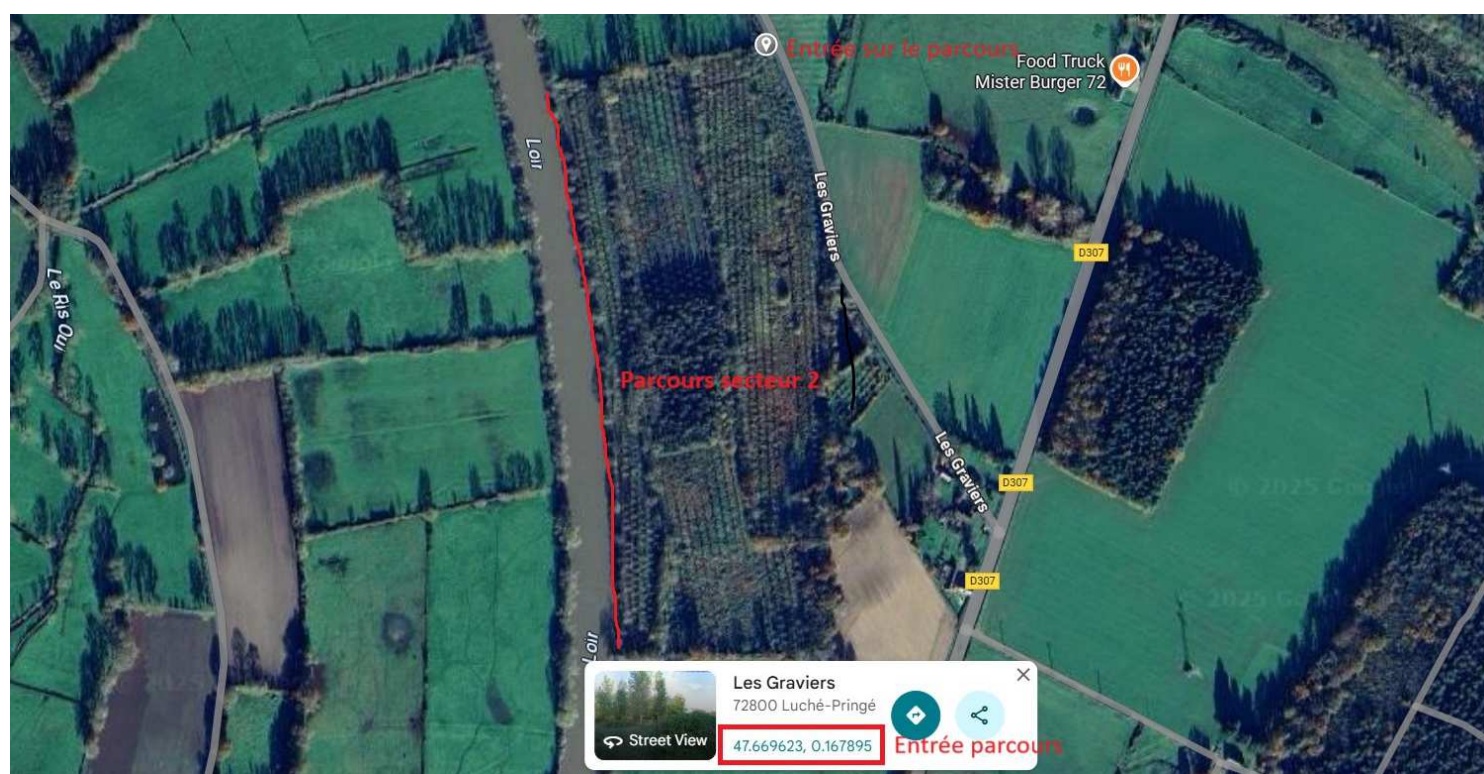 Entrée sur le parcours
Food Truck
Mister Burger 72
Loir
Les Graviers
D307
Le Ris Oui
Parcours secteur 2
Les Graviers
D307
D307
Loir
Les Graviers
72800 Luché-Pringé
Street View
47.669623, 0.167895
Entrée parcours